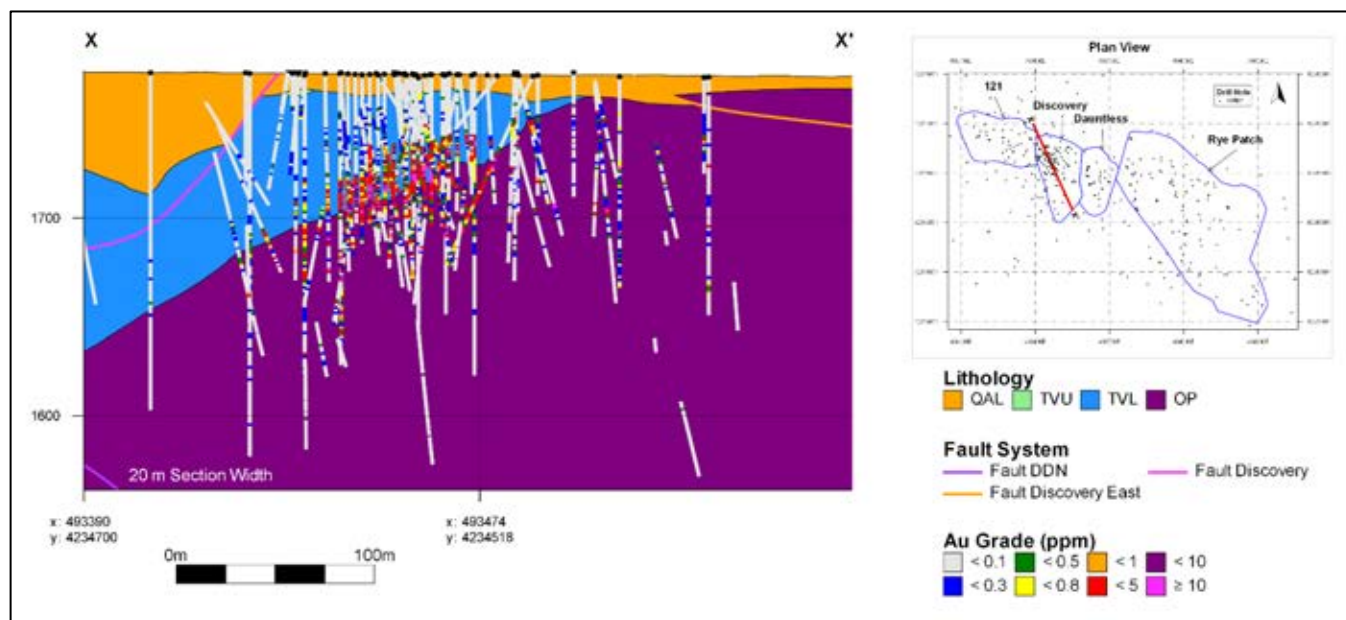 X
X'
1700
1600
20 m Section Width
x: 493390
y: 4234700
x: 493474
y: 4234518
0m
100m
Plan View
121
Discovery
Dauntless
Rye Patch
Lithology
QAL TVU TVL OP
Fault System
Fault DDN Fault Discovery
Fault Discovery East
Au Grade (ppm)
< 0.1 < 0.5 < 1 < 10
< 0.3 < 0.8 < 5 ≥ 10